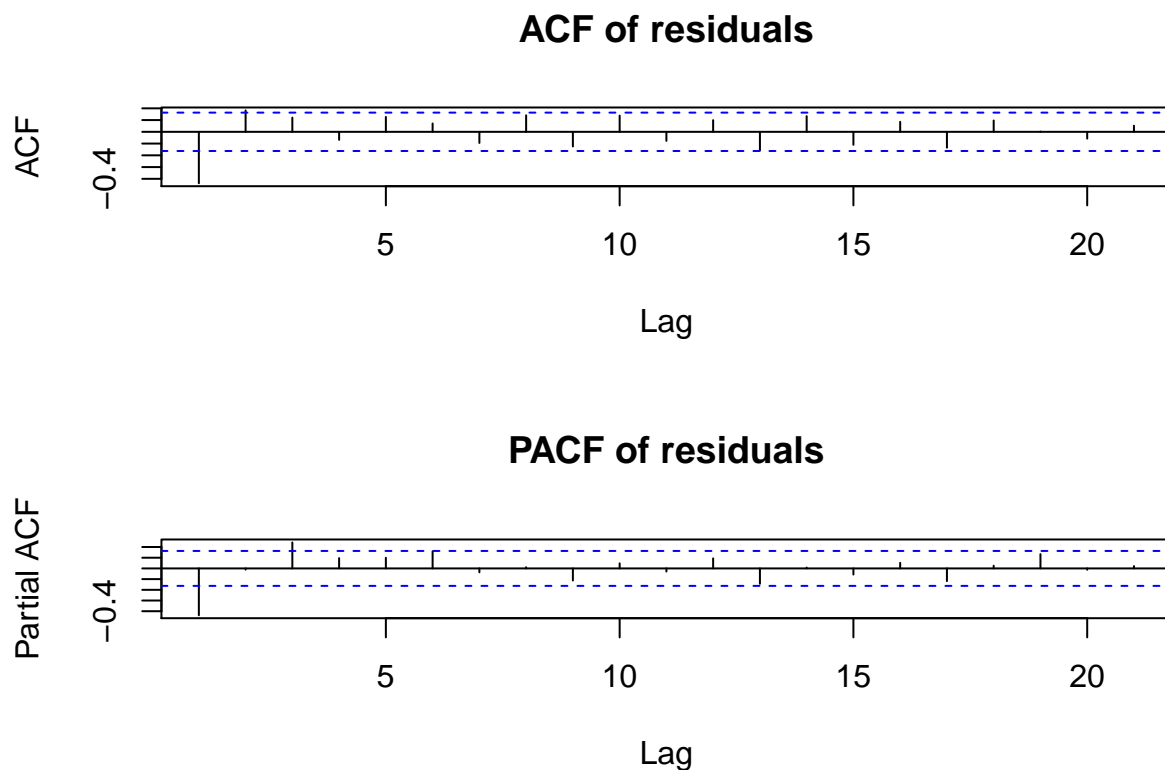 ACF of residuals
ACF
−0.4
5 10 15 20
Lag
PACF of residuals
Partial ACF
−0.4
5 10 15 20
Lag